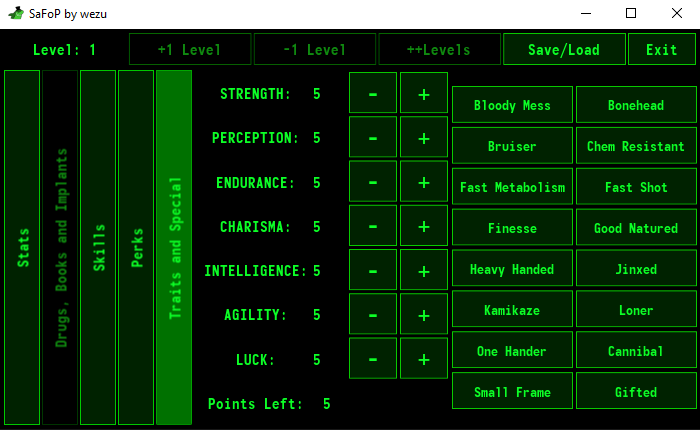 SaFoP by wezu
Level: 1
+1 Level
-1 Level
++Levels
Save/Load
Exit
Stats
Drugs, Books and Implants
Skills
Perks
Traits and Special
STRENGTH: 5 - +
PERCEPTION: 5 - +
ENDURANCE: 5 - +
CHARISMA: 5 - +
INTELLIGENCE: 5 - +
AGILITY: 5 - +
LUCK: 5 - +
Points Left: 5
Bloody Mess Bonehead
Bruiser Chem Resistant
Fast Metabolism Fast Shot
Finesse Good Natured
Heavy Handed Jinxed
Kamikaze Loner
One Hander Cannibal
Small Frame Gifted